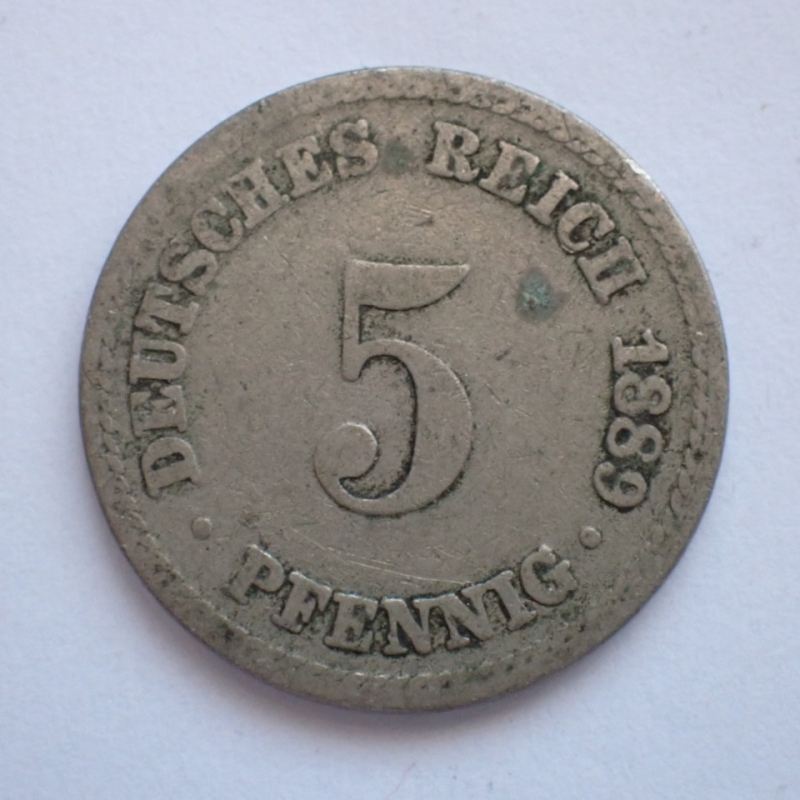 DEUTSCHES REICH 1889
5
· PFENNIG ·